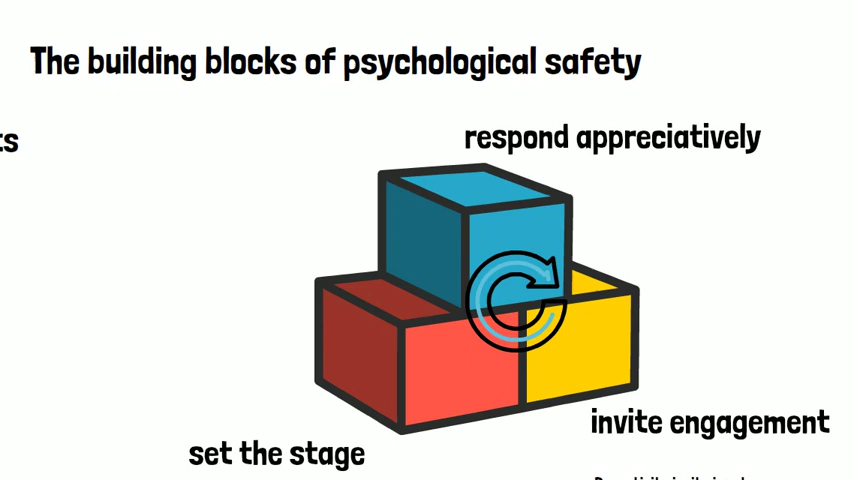 The building blocks of psychological safety
respond appreciatively
invite engagement
set the stage